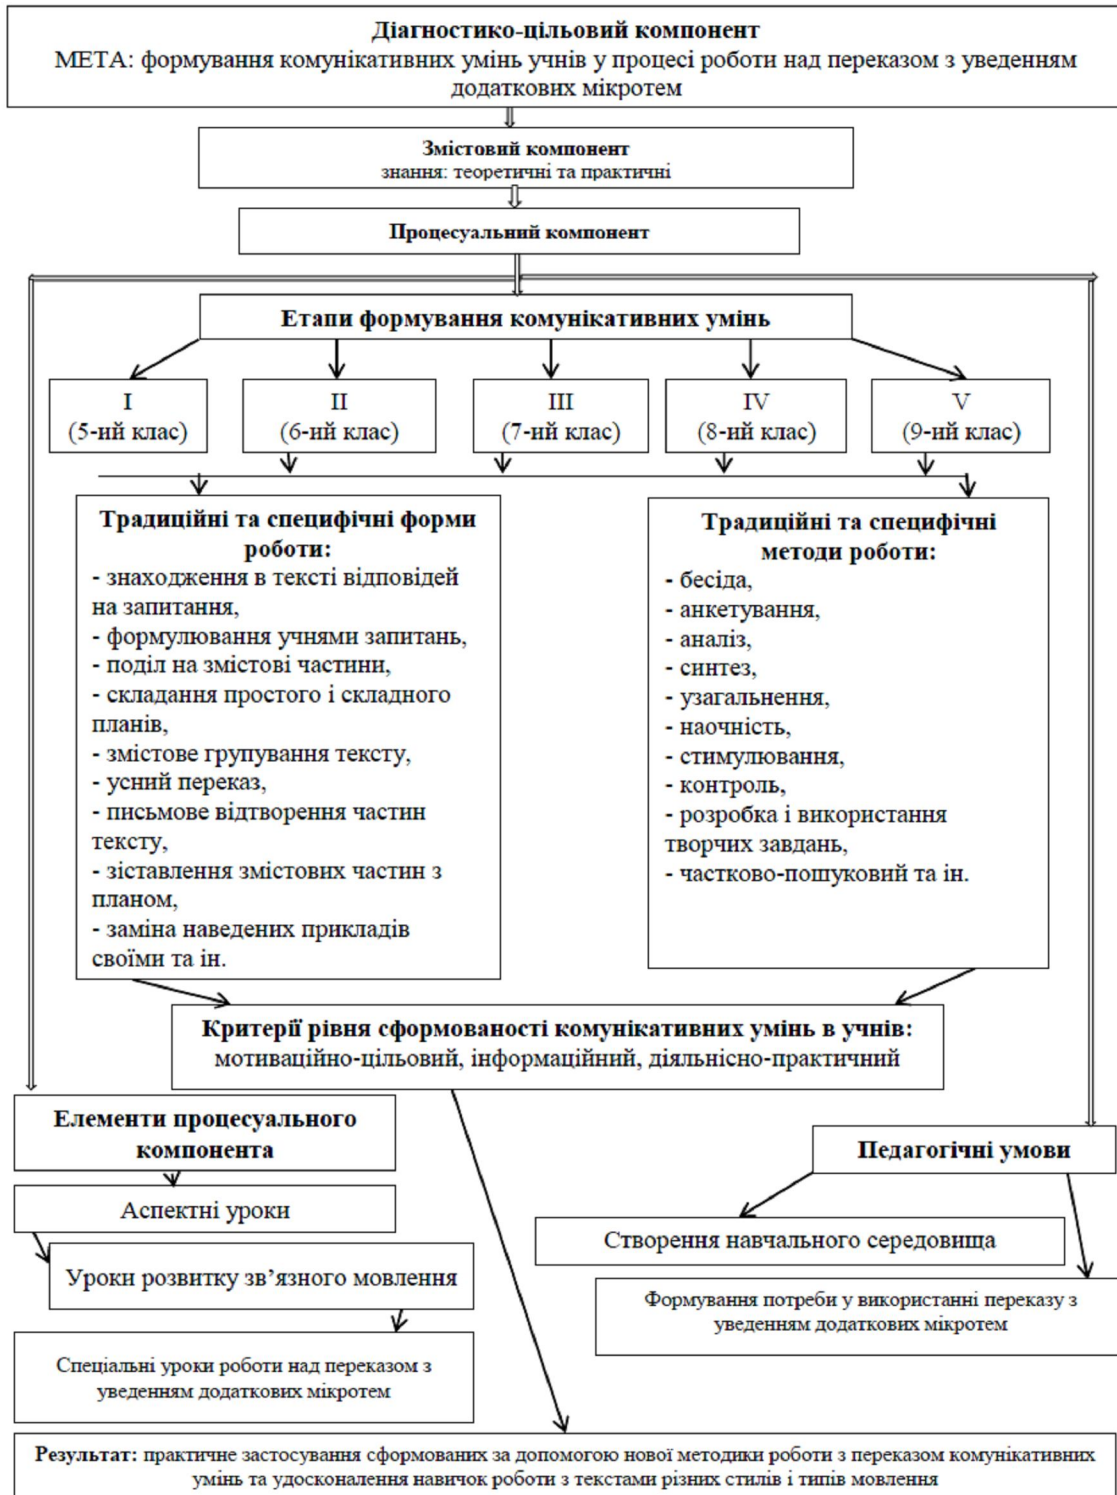 Діагностико-цільовий компонент
МЕТА: формування комунікативних умінь учнів у процесі роботи над переказом з уведенням
додаткових мікротем
Змістовий компонент
знання: теоретичні та практичні
Процесуальний компонент
Етапи формування комунікативних умінь
I
(5-ий клас)
II
(6-ий клас)
III
(7-ий клас)
IV
(8-ий клас)
V
(9-ий клас)
Традиційні та специфічні форми
роботи:
- знаходження в тексті відповідей
на запитання,
- формулювання учнями запитань,
- поділ на змістові частини,
- складання простого і складного
планів,
- змістове групування тексту,
- усний переказ,
- письмове відтворення частин
тексту,
- зіставлення змістових частин з
планом,
- заміна наведених прикладів
своїми та ін.
Традиційні та специфічні
методи роботи:
- бесіда,
- анкетування,
- аналіз,
- синтез,
- узагальнення,
- наочність,
- стимулювання,
- контроль,
- розробка і використання
творчих завдань,
- частково-пошуковий та ін.
Критерії рівня сформованості комунікативних умінь в учнів:
мотиваційно-цільовий, інформаційний, діяльнісно-практичний
Елементи процесуального
компонента
Аспектні уроки
Уроки розвитку зв’язного мовлення
Спеціальні уроки роботи над переказом з
уведенням додаткових мікротем
Педагогічні умови
Створення навчального середовища
Формування потреби у використанні переказу з
уведенням додаткових мікротем
Результат: практичне застосування сформованих за допомогою нової методики роботи з переказом комунікативних
умінь та удосконалення навичок роботи з текстами різних стилів і типів мовлення